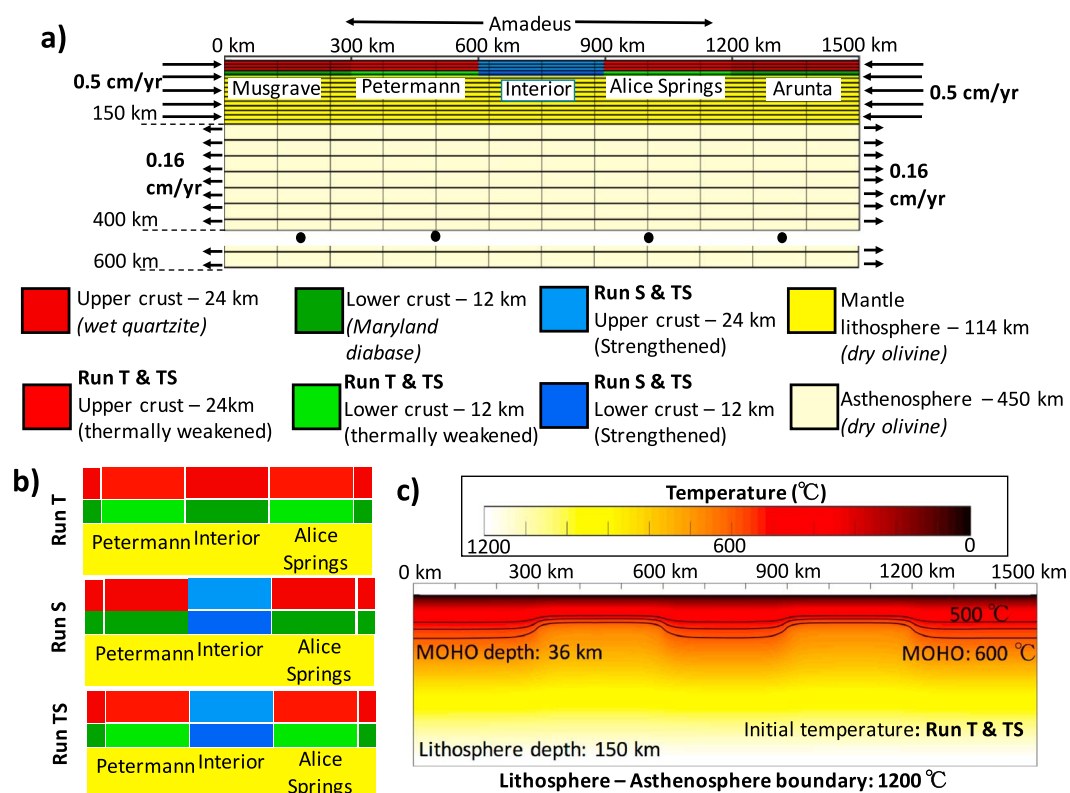 a)
Amadeus
0 km 300 km 600 km 900 km 1200 km 1500 km
0.5 cm/yr
Musgrave Petermann Interior Alice Springs Arunta
0.5 cm/yr
150 km
0.16
cm/yr
0.16
cm/yr
400 km
600 km
Upper crust – 24 km
(wet quartzite)
Lower crust – 12 km
(Maryland
diabase)
Run S & TS
Upper crust – 24 km
(Strengthened)
Mantle
lithosphere – 114 km
(dry olivine)
Run T & TS
Upper crust – 24km
(thermally weakened)
Run T & TS
Lower crust – 12 km
(thermally weakened)
Run S & TS
Lower crust – 12 km
(Strengthened)
Asthenosphere – 450 km
(dry olivine)
b)
Run T
Petermann Interior Alice
Springs
Run S
Petermann Interior Alice
Springs
Run TS
Petermann Interior Alice
Springs
c)
Temperature (℃)
1200 600 0
0 km 300 km 600 km 900 km 1200 km 1500 km
500 ℃
MOHO depth: 36 km
MOHO: 600 ℃
Initial temperature: Run T & TS
Lithosphere depth: 150 km
Lithosphere – Asthenosphere boundary: 1200 ℃